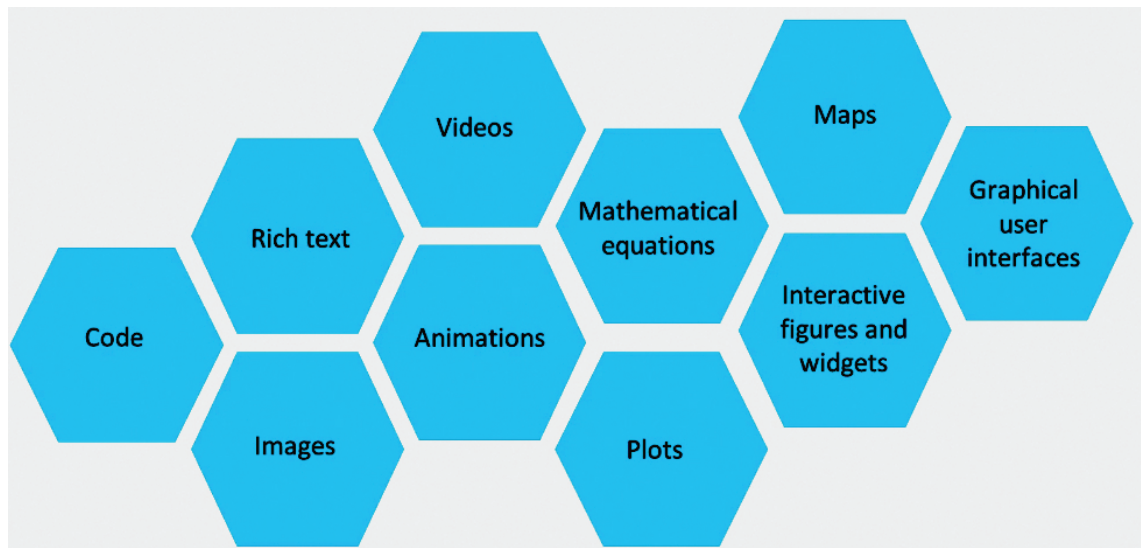 Code
Rich text
Images
Videos
Animations
Mathematical
equations
Plots
Maps
Interactive
figures and
widgets
Graphical
user
interfaces